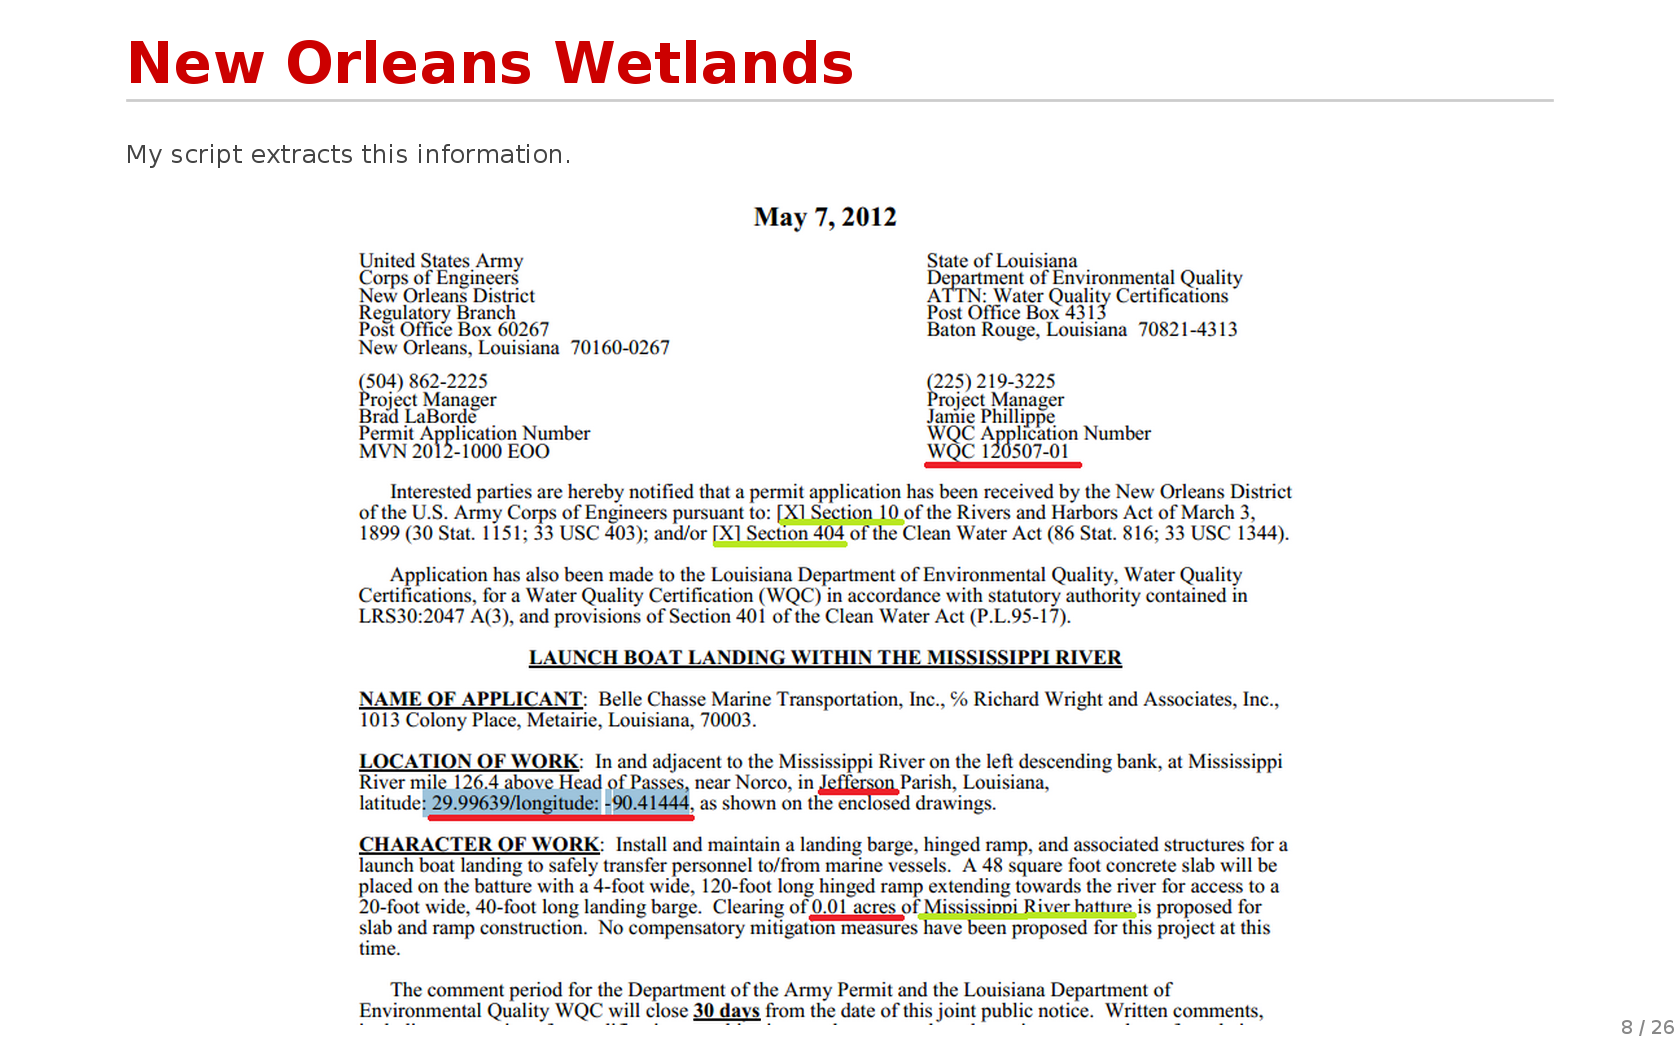 New Orleans Wetlands
My script extracts this information.
May 7, 2012
United States Army
Corps of Engineers
New Orleans District
Regulatory Branch
Post Office Box 60267
New Orleans, Louisiana  70160-0267
(504) 862-2225
Project Manager
Brad LaBorde
Permit Application Number
MVN 2012-1000 EOO
State of Louisiana
Department of Environmental Quality
ATTN: Water Quality Certifications
Post Office Box 4313
Baton Rouge, Louisiana  70821-4313
(225) 219-3225
Project Manager
Jamie Phillippe
WQC Application Number
WQC 120507-01
Interested parties are hereby notified that a permit application has been received by the New Orleans District
of the U.S. Army Corps of Engineers pursuant to: [X] Section 10 of the Rivers and Harbors Act of March 3,
1899 (30 Stat. 1151; 33 USC 403); and/or [X] Section 404 of the Clean Water Act (86 Stat. 816; 33 USC 1344).
Application has also been made to the Louisiana Department of Environmental Quality, Water Quality
Certifications, for a Water Quality Certification (WQC) in accordance with statutory authority contained in
LRS30:2047 A(3), and provisions of Section 401 of the Clean Water Act (P.L.95-17).
LAUNCH BOAT LANDING WITHIN THE MISSISSIPPI RIVER
NAME OF APPLICANT:  Belle Chasse Marine Transportation, Inc., ℅ Richard Wright and Associates, Inc.,
1013 Colony Place, Metairie, Louisiana, 70003.
LOCATION OF WORK:  In and adjacent to the Mississippi River on the left descending bank, at Mississippi
River mile 126.4 above Head of Passes, near Norco, in Jefferson Parish, Louisiana,
latitude: 29.99639/longitude: -90.41444, as shown on the enclosed drawings.
CHARACTER OF WORK:  Install and maintain a landing barge, hinged ramp, and associated structures for a
launch boat landing to safely transfer personnel to/from marine vessels.  A 48 square foot concrete slab will be
placed on the batture with a 4-foot wide, 120-foot long hinged ramp extending towards the river for access to a
20-foot wide, 40-foot long landing barge.  Clearing of 0.01 acres of Mississippi River batture is proposed for
slab and ramp construction.  No compensatory mitigation measures have been proposed for this project at this
time.
The comment period for the Department of the Army Permit and the Louisiana Department of
Environmental Quality WQC will close 30 days from the date of this joint public notice.  Written comments,
8 / 26